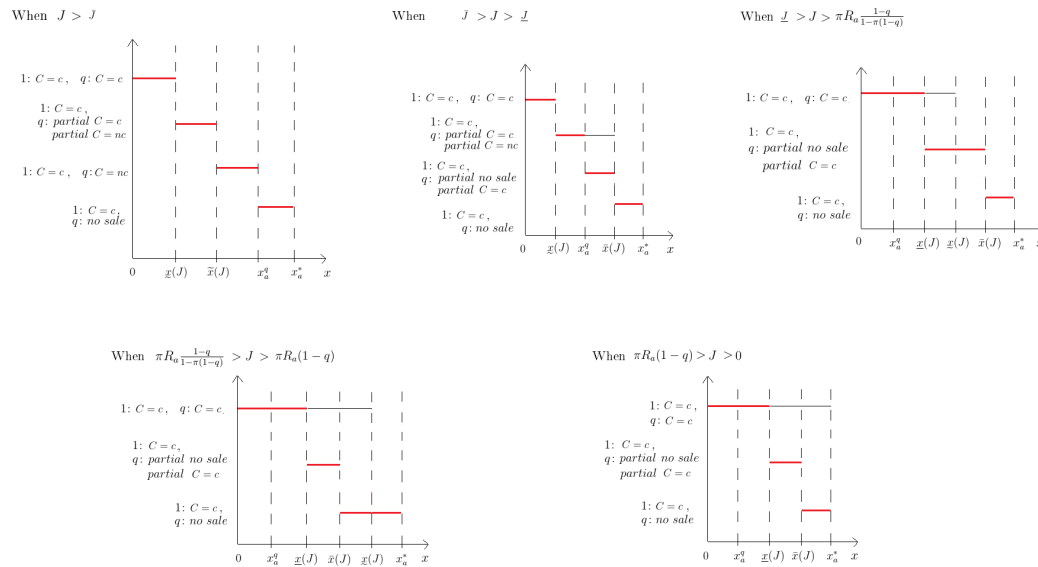 When J > J̄
1: C = c , q: C = c
1: C = c ,
q: partial C = c
partial C = nc
1: C = c , q: C = nc
1: C = c,
q: no sale
0 x̲(J) x̃(J) x_a^q x_a^* x
When J̄ > J > J̲
1: C = c , q: C = c
1: C = c ,
q: partial C = c
partial C = nc
1: C = c ,
q: partial no sale
partial C = c
1: C = c ,
q: no sale
0 x̲(J) x_a^q x̄(J) x_a^* x
When J̲ > J > πR_a (1−q)/(1−π(1−q))
1: C = c , q: C = c
1: C = c ,
q: partial no sale
partial C = c
1: C = c ,
q: no sale
0 x_a^q x̲(J) x̲(J) x̄(J) x_a^*
When πR_a (1−q)/(1−π(1−q)) > J > πR_a(1 − q)
1: C = c , q: C = c
1: C = c ,
q: partial no sale
partial C = c
1: C = c ,
q: no sale
0 x_a^q x̲(J) x̄(J) x̲(J) x_a^* x
When πR_a(1 − q) > J > 0
1: C = c ,
q: C = c
1: C = c ,
q: partial no sale
partial C = c
1: C = c ,
q: no sale
0 x_a^q x̲(J) x̄(J) x_a^* x